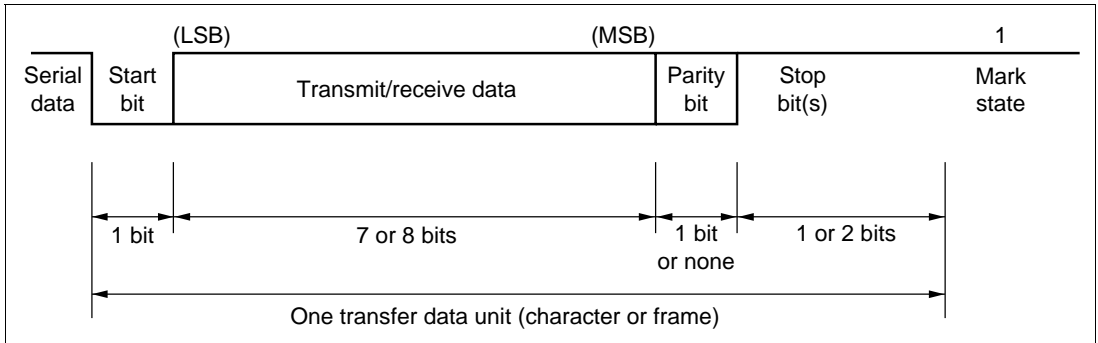 (LSB) (MSB) 1
Serial data
Start bit
Transmit/receive data
Parity bit
Stop bit(s)
Mark state
1 bit
7 or 8 bits
1 bit or none
1 or 2 bits
One transfer data unit (character or frame)